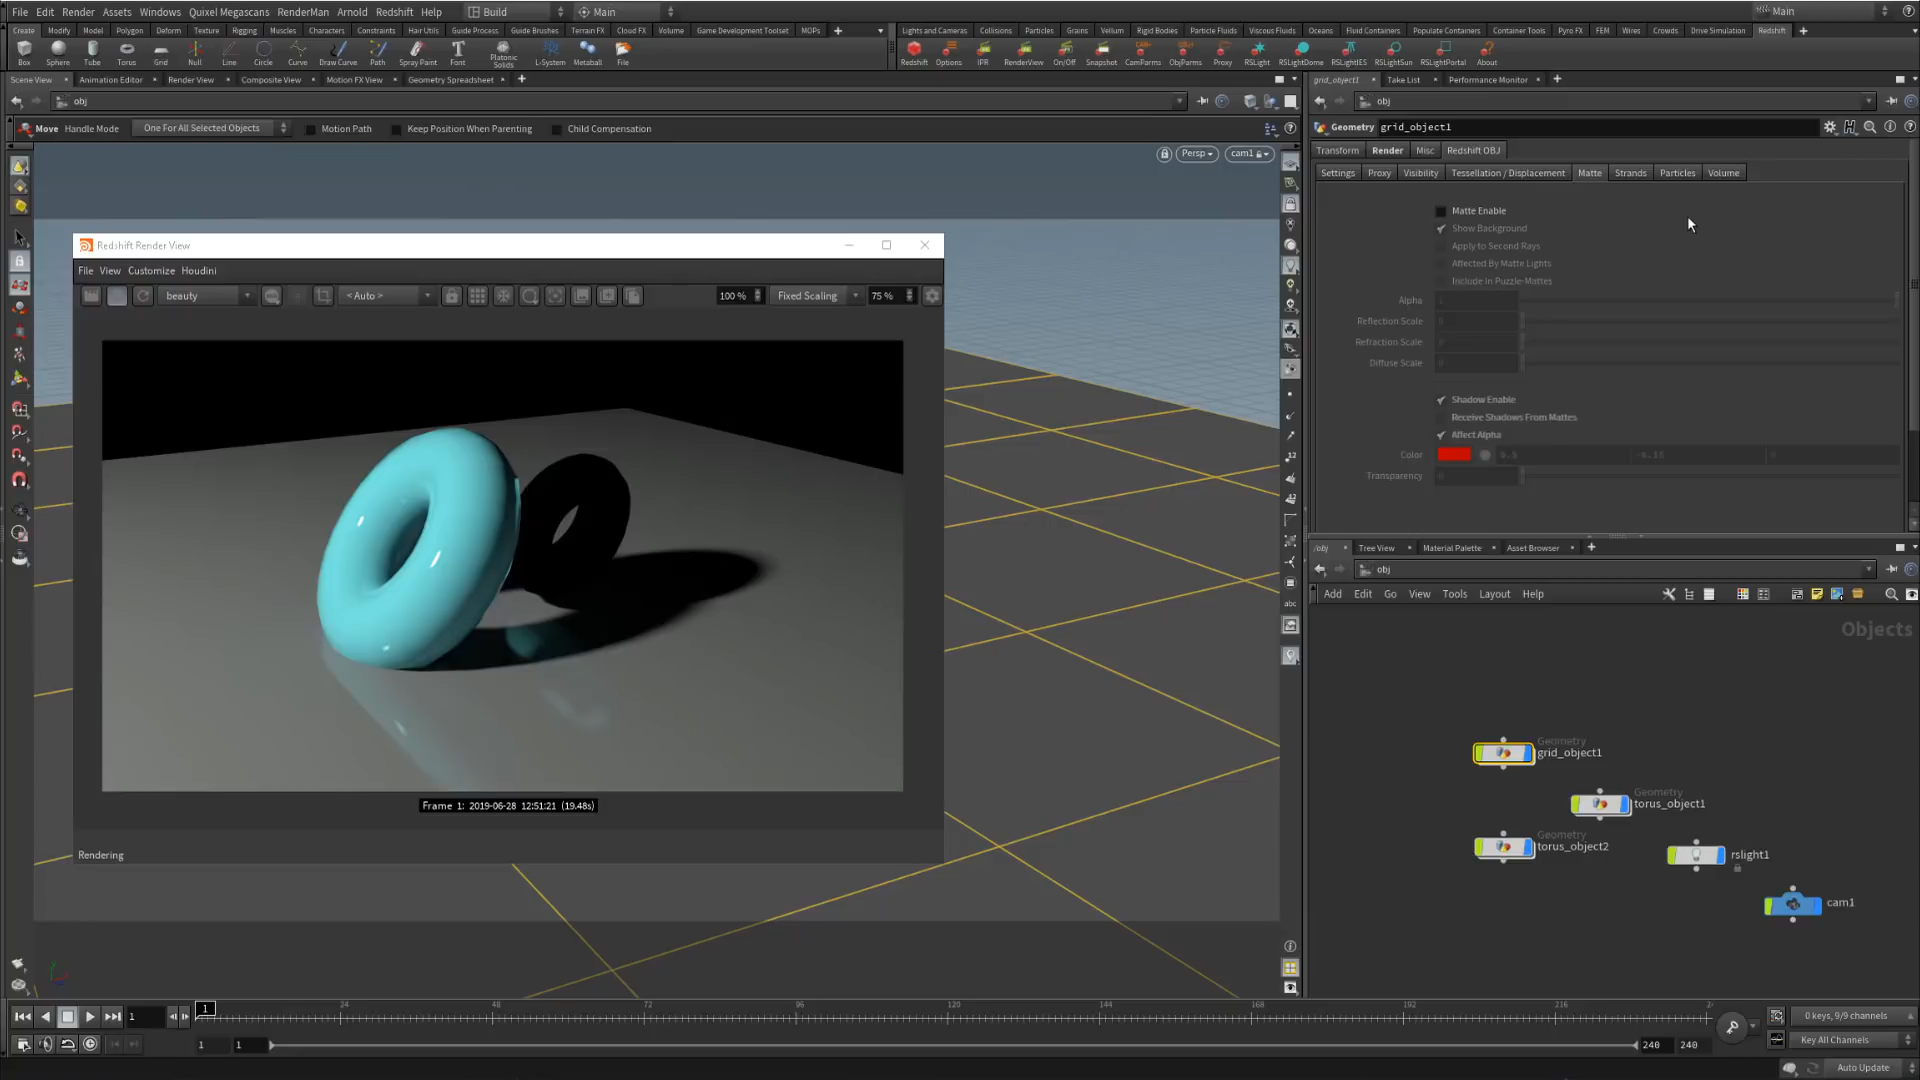 File Edit Render Assets Windows Quixel Megascans RenderMan Arnold Redshift Help Build Main Main
Create Modify Model Polygon Deform Texture Rigging Muscles Characters Constraints Hair Utils Guide Process Guide Brushes Terrain FX Cloud FX Volume Game Development Toolset MOPs
Lights and Cameras Collisions Particles Grains Vellum Rigid Bodies Particle Fluids Viscous Fluids Oceans Fluid Containers Populate Containers Container Tools Pyro FX FEM Wires Crowds Drive Simulation Redshift
Box Sphere Tube Torus Grid Null Line Circle Curve Draw Curve Path Spray Paint Font Platonic Solids L-System Metaball File
Redshift Options IPR RenderView On/Off Snapshot CamParms ObjParms Proxy RSLight RSLightDome RSLightIES RSLightSun RSLightPortal About
Scene View Animation Editor Render View Composite View Motion FX View Geometry Spreadsheet
obj
Move Handle Mode One For All Selected Objects Motion Path Keep Position When Parenting Child Compensation
Persp cam1
Redshift Render View
File View Customize Houdini
beauty < Auto > 100 % Fixed Scaling 75 %
Frame 1: 2019-06-28 12:51:21 (19.48s)
Rendering
grid_object1 Take List Performance Monitor
obj
Geometry grid_object1
Transform Render Misc Redshift OBJ
Settings Proxy Visibility Tessellation / Displacement Matte Strands Particles Volume
Matte Enable
Show Background
Apply to Second Rays
Affected By Matte Lights
Include In Puzzle-Mattes
Alpha
Reflection Scale
Refraction Scale
Diffuse Scale
Shadow Enable
Receive Shadows From Mattes
Affect Alpha
Color
Transparency
/obj Tree View Material Palette Asset Browser
obj
Add Edit Go View Tools Layout Help
Objects
Geometry
grid_object1
Geometry
torus_object1
Geometry
torus_object2
rslight1
cam1
abc
1 1 24 48 72 96 120 144 168 192 216
0 keys, 9/9 channels
1 1 240 240
Key All Channels
Auto Update